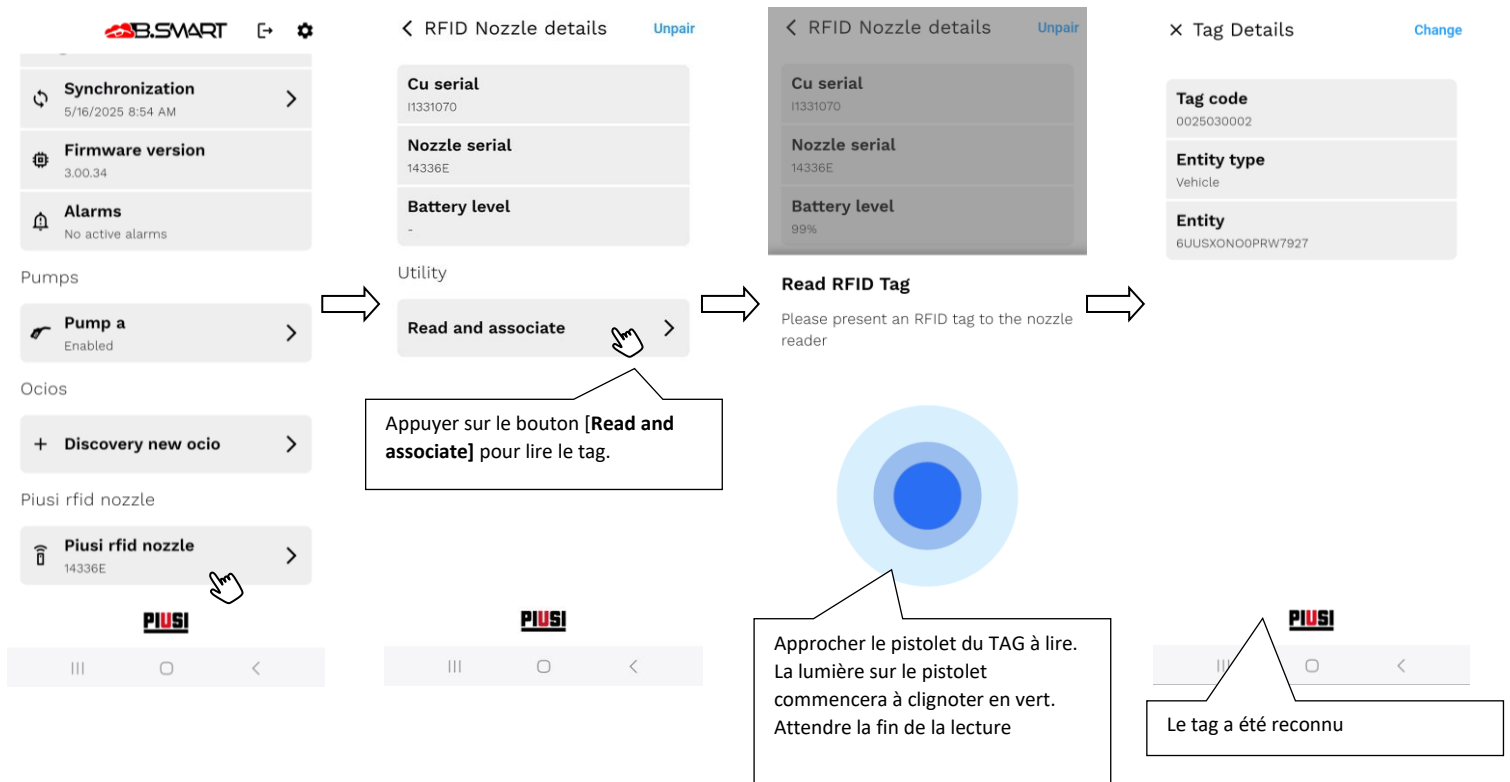 B.SMART
Synchronization
5/16/2025 8:54 AM
Firmware version
3.00.34
Alarms
No active alarms
Pumps
Pump a
Enabled
Ocios
+ Discovery new ocio
Piusi rfid nozzle
Piusi rfid nozzle
14336E
PIUSI
RFID Nozzle details
Unpair
Cu serial
I1331070
Nozzle serial
14336E
Battery level
-
Utility
Read and associate
Appuyer sur le bouton [Read and
associate] pour lire le tag.
PIUSI
RFID Nozzle details
Unpair
Cu serial
I1331070
Nozzle serial
14336E
Battery level
99%
Read RFID Tag
Please present an RFID tag to the nozzle
reader
Approcher le pistolet du TAG à lire.
La lumière sur le pistolet
commencera à clignoter en vert.
Attendre la fin de la lecture
Tag Details
Change
Tag code
0025030002
Entity type
Vehicle
Entity
6UUSXONO0PRW7927
PIUSI
Le tag a été reconnu